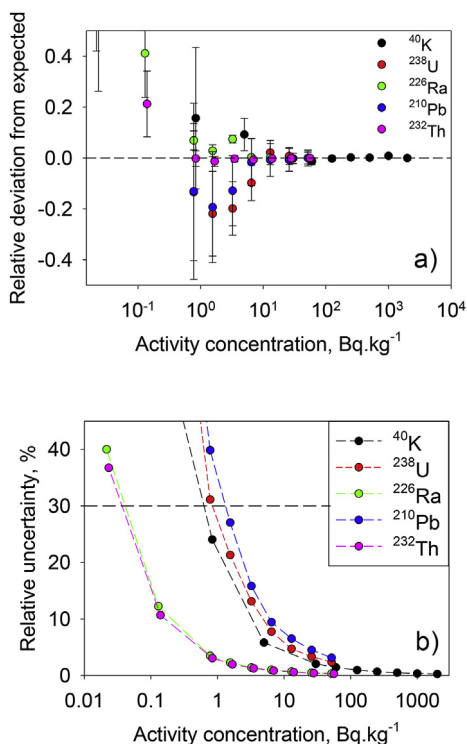 Relative deviation from expected
0.4
0.2
0.0
-0.2
-0.4
⁴⁰K
²³⁸U
²²⁶Ra
²¹⁰Pb
²³²Th
a)
10⁻¹ 10⁰ 10¹ 10² 10³ 10⁴
Activity concentration, Bq.kg⁻¹
Relative uncertainty, %
40
30
20
10
0
⁴⁰K
²³⁸U
²²⁶Ra
²¹⁰Pb
²³²Th
b)
0.01 0.1 1 10 100 1000
Activity concentration, Bq.kg⁻¹